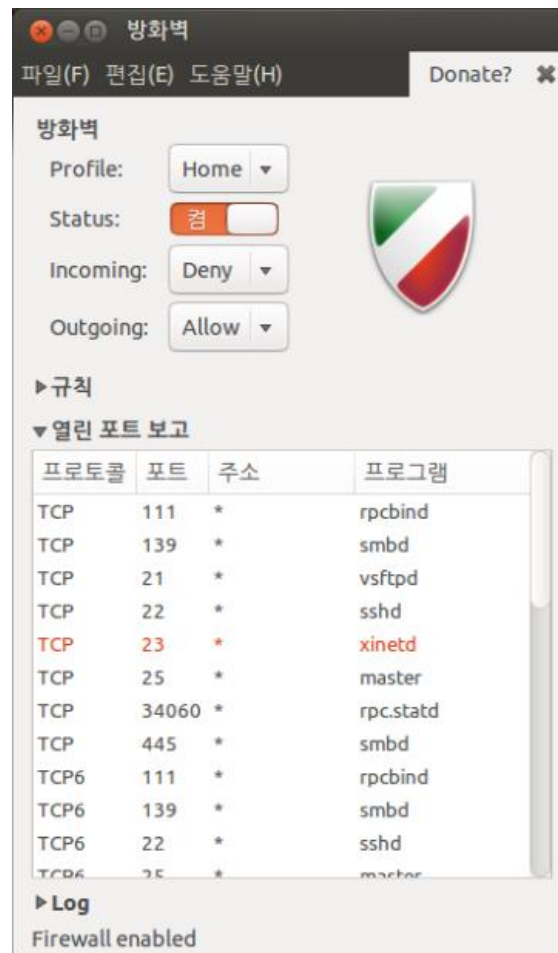 방화벽
파일(F) 편집(E) 도움말(H) Donate? ✖
방화벽
Profile: Home
Status: 켬
Incoming: Deny
Outgoing: Allow
규칙
열린 포트 보고
프로토콜 포트 주소 프로그램
TCP 111 * rpcbind
TCP 139 * smbd
TCP 21 * vsftpd
TCP 22 * sshd
TCP 23 * xinetd
TCP 25 * master
TCP 34060 * rpc.statd
TCP 445 * smbd
TCP6 111 * rpcbind
TCP6 139 * smbd
TCP6 22 * sshd
TCP6 25 * master
Log
Firewall enabled